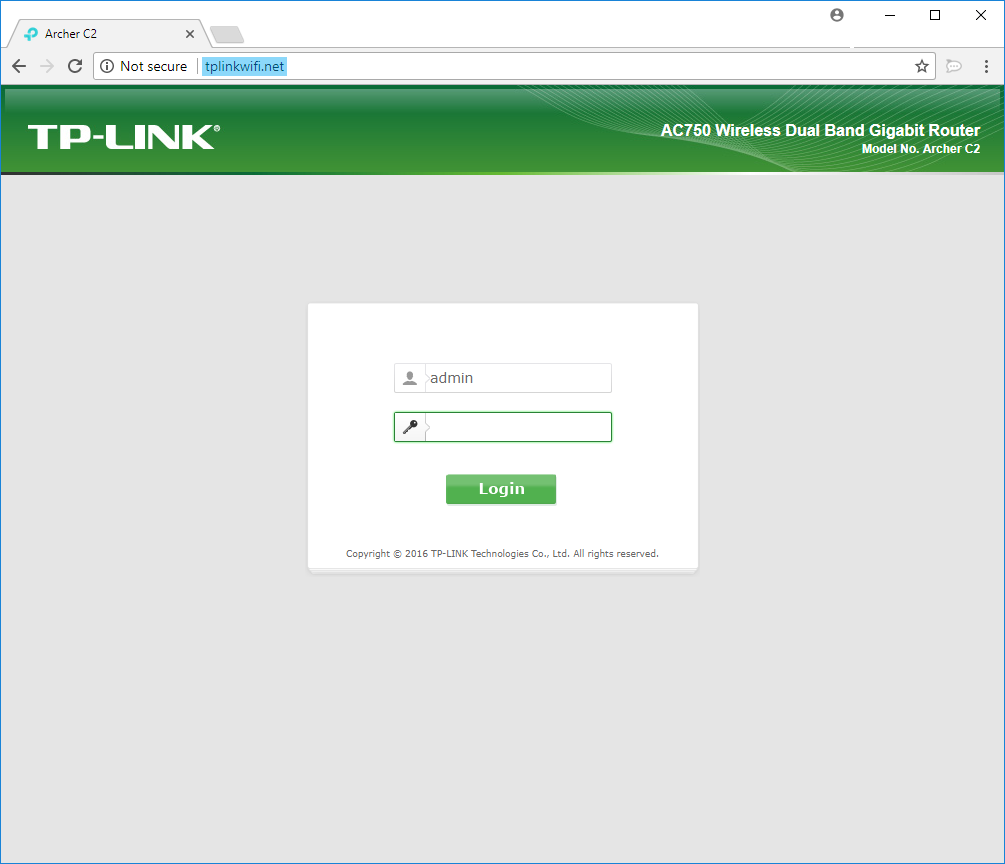 Archer C2
Not secure
tplinkwifi.net
TP-LINK®
AC750 Wireless Dual Band Gigabit Router
Model No. Archer C2
admin
Login
Copyright © 2016 TP-LINK Technologies Co., Ltd. All rights reserved.